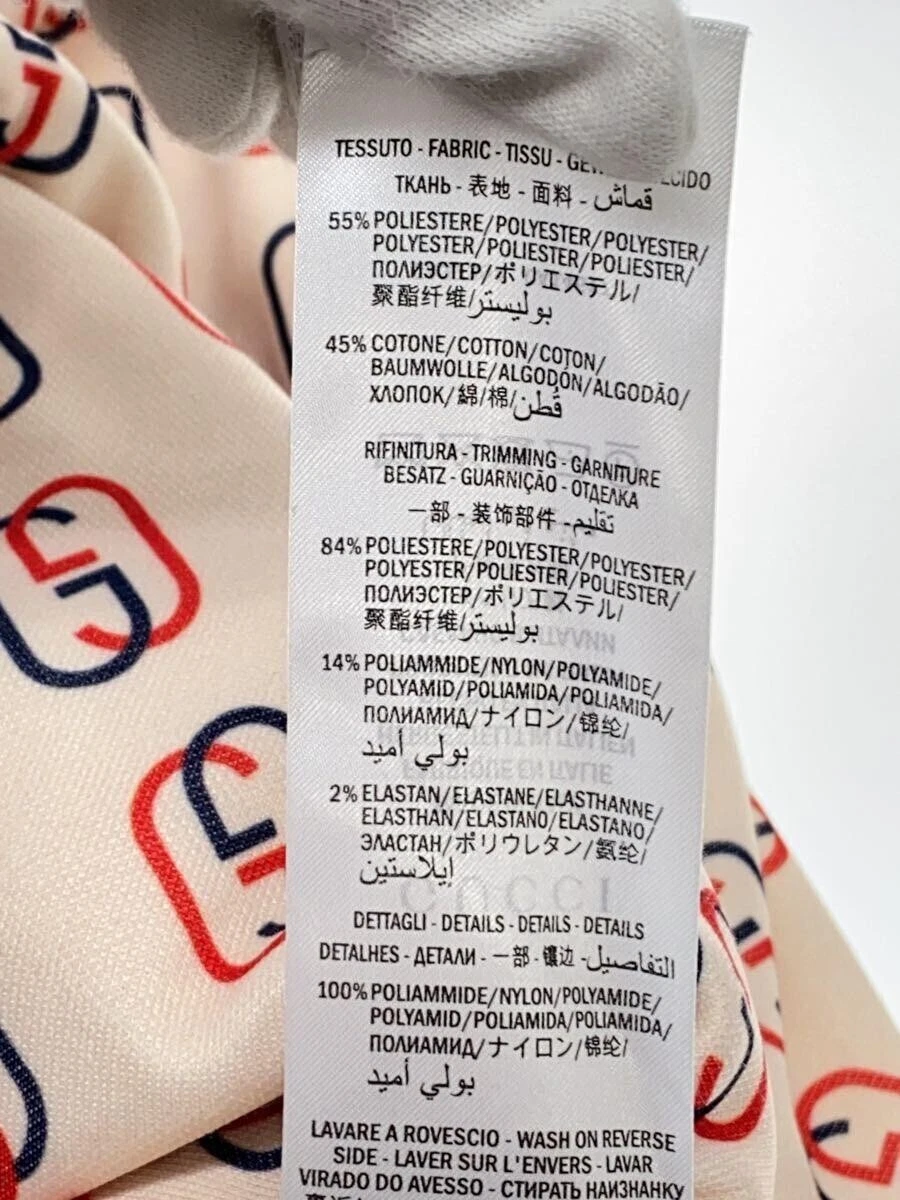 TESSUTO - FABRIC - TISSU -
ТКАНЬ - 表地 - 面料 - قماش
55% POLIESTERE/POLYESTER/POLYESTER/
POLYESTER/POLIESTER/POLIESTER/
ПОЛИЭСТЕР/ポリエステル/
聚酯纤维/بوليستر
45% COTONE/COTTON/COTON/
BAUMWOLLE/ALGODÓN/ALGODÃO/
ХЛОПОК/綿/棉/قطن
RIFINITURA - TRIMMING - GARNITURE
BESATZ - GUARNIÇÃO - ОТДЕЛКА
一部 - 装饰部件 - تقليم
84% POLIESTERE/POLYESTER/POLYESTER/
POLYESTER/POLIESTER/POLIESTER/
ПОЛИЭСТЕР/ポリエステル/
聚酯纤维/بوليستر
14% POLIAMMIDE/NYLON/POLYAMIDE/
POLYAMID/POLIAMIDA/POLIAMIDA/
ПОЛИАМИД/ナイロン/锦纶/
بولي أميد
2% ELASTAN/ELASTANE/ELASTHANNE/
ELASTHAN/ELASTANO/ELASTANO/
ЭЛАСТАН/ポリウレタン/氨纶/
إيلاستين
DETTAGLI - DETAILS - DETAILS - DETAILS
DETALHES - ДЕТАЛИ - 一部 - 镶边 - التفاصيل
100% POLIAMMIDE/NYLON/POLYAMIDE/
POLYAMID/POLIAMIDA/POLIAMIDA/
ПОЛИАМИД/ナイロン/锦纶/
بولي أميد
LAVARE A ROVESCIO - WASH ON REVERSE
SIDE - LAVER SUR L'ENVERS - LAVAR
VIRADO DO AVESSO - СТИРАТЬ НАИЗНАНКУ